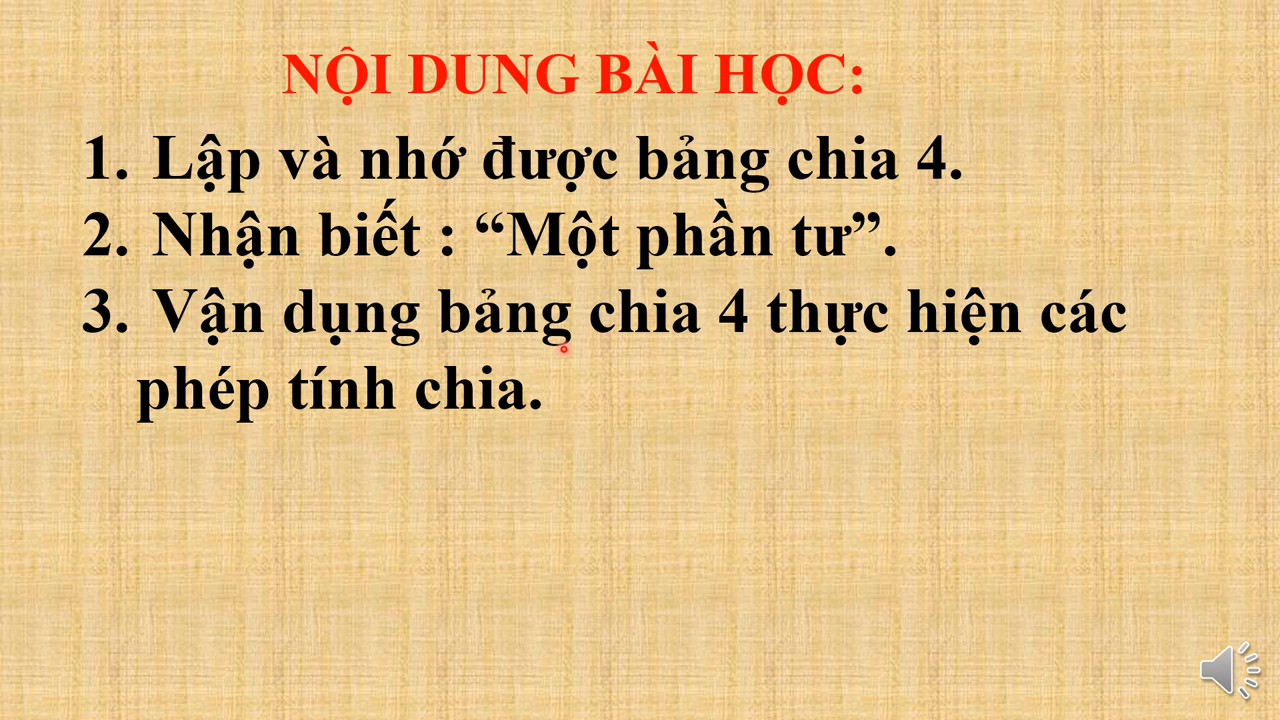 NỘI DUNG BÀI HỌC:
1. Lập và nhớ được bảng chia 4.
2. Nhận biết : “Một phần tư”.
3. Vận dụng bảng chia 4 thực hiện các
phép tính chia.